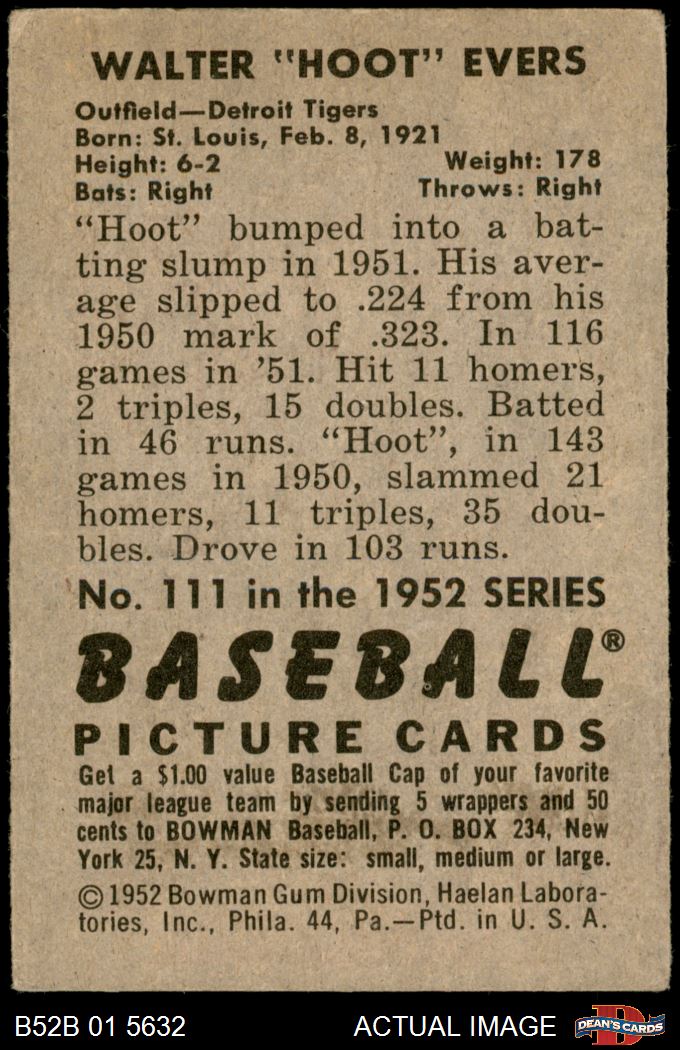 WALTER "HOOT" EVERS
Outfield—Detroit Tigers
Born: St. Louis, Feb. 8, 1921
Height: 6-2 Weight: 178
Bats: Right Throws: Right
"Hoot" bumped into a bat-
ting slump in 1951. His aver-
age slipped to .224 from his
1950 mark of .323. In 116
games in '51. Hit 11 homers,
2 triples, 15 doubles. Batted
in 46 runs. "Hoot", in 143
games in 1950, slammed 21
homers, 11 triples, 35 dou-
bles. Drove in 103 runs.
No. 111 in the 1952 SERIES
BASEBALL®
PICTURE CARDS
Get a $1.00 value Baseball Cap of your favorite
major league team by sending 5 wrappers and 50
cents to BOWMAN Baseball, P. O. BOX 234, New
York 25, N. Y. State size: small, medium or large.
© 1952 Bowman Gum Division, Haelan Labora-
tories, Inc., Phila. 44, Pa.—Ptd. in U. S. A.
B52B 01 5632 ACTUAL IMAGE D DEAN'S CARDS